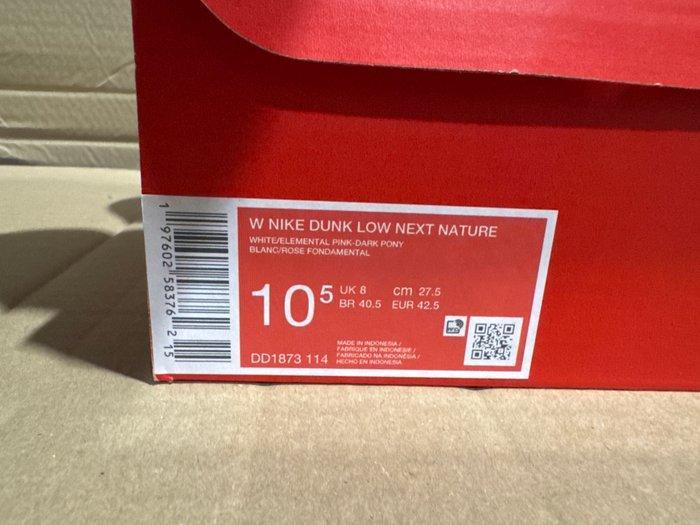 W NIKE DUNK LOW NEXT NATURE
WHITE/ELEMENTAL PINK-DARK PONY
BLANC/ROSE FONDAMENTAL
10 5
UK 8 cm 27.5
BR 40.5 EUR 42.5
DD1873 114
MADE IN INDONESIA /
FABRIQUÉ EN INDONÉSIE /
FABRICADO NA INDONÉSIA /
HECHO EN INDONESIA
1 97602 58376 2 15